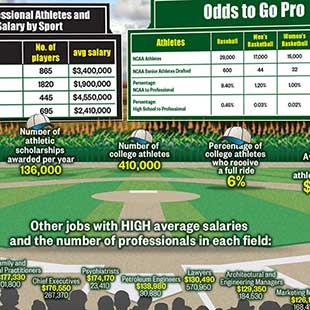 ssional Athletes and
Salary by Sport
No. of
players
avg salary
865
$3,400,000
1820
$1,900,000
445
$4,550,000
695
$2,410,000
Odds to Go Pro
Athletes
Baseball
Men's
Basketball
Women's
Basketball
NCAA Athletes
29,000
17,000
15,000
NCAA Senior Athletes Drafted
600
44
32
Percentage:
NCAA to Professional
1.20%
1.00%
Percentage:
High School to Professional
0.45%
0.03%
0.02%
Number of
athletic
scholarships
awarded per year
136,000
Number of
college athletes
410,000
Percentage of
college athletes
who receive
a full ride
6%
A
athle
$
Other jobs with HIGH average salaries
and the number of professionals in each field:
amily and
l Practitioners
177,330
01,800
Chief Executives
$176,550
267,370
Psychiatrists
$174,170
23,410
Petroleum Engineers
$138,980
30,880
Lawyers
$130,490
570,950
Architectural and
Engineering Managers
$129,350
184,530
Marketing M
$126,1